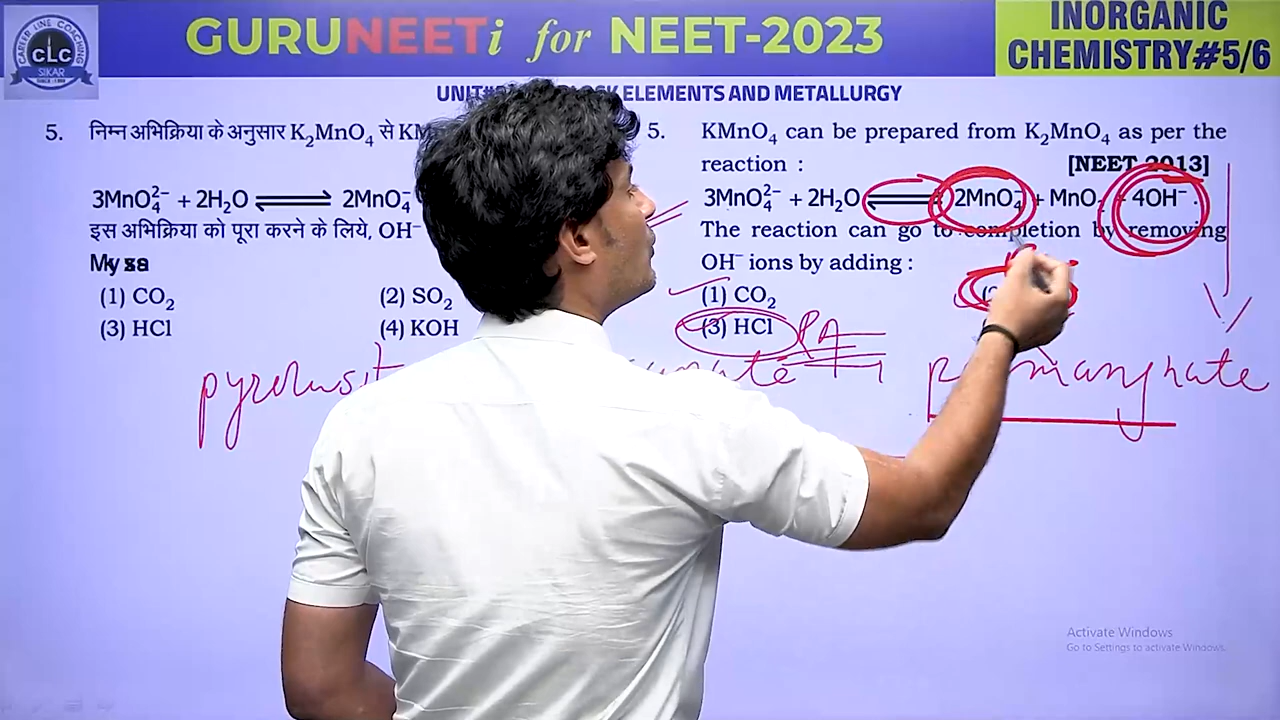 GURUNEETi for NEET-2023
INORGANIC
CHEMISTRY#5/6
CAREER LINE COACHING
CLC
SIKAR
ELEMENTS AND METALLURGY
5. निम्न अभिक्रिया के अनुसार K₂MnO₄ से
3MnO₄²⁻ + 2H₂O ⇌ 2MnO₄⁻
इस अभिक्रिया को पूरा करने के लिये, OH⁻
(1) CO₂ (2) SO₂
(3) HCl (4) KOH
5. KMnO₄ can be prepared from K₂MnO₄ as per the
reaction : [NEET 2013]
3MnO₄²⁻ + 2H₂O ⇌ 2MnO₄⁻ + MnO₂ + 4OH⁻.
The reaction can go to completion by removing
OH⁻ ions by adding :
(1) CO₂
(3) HCl PA
Activate Windows
Go to Settings to activate Windows.